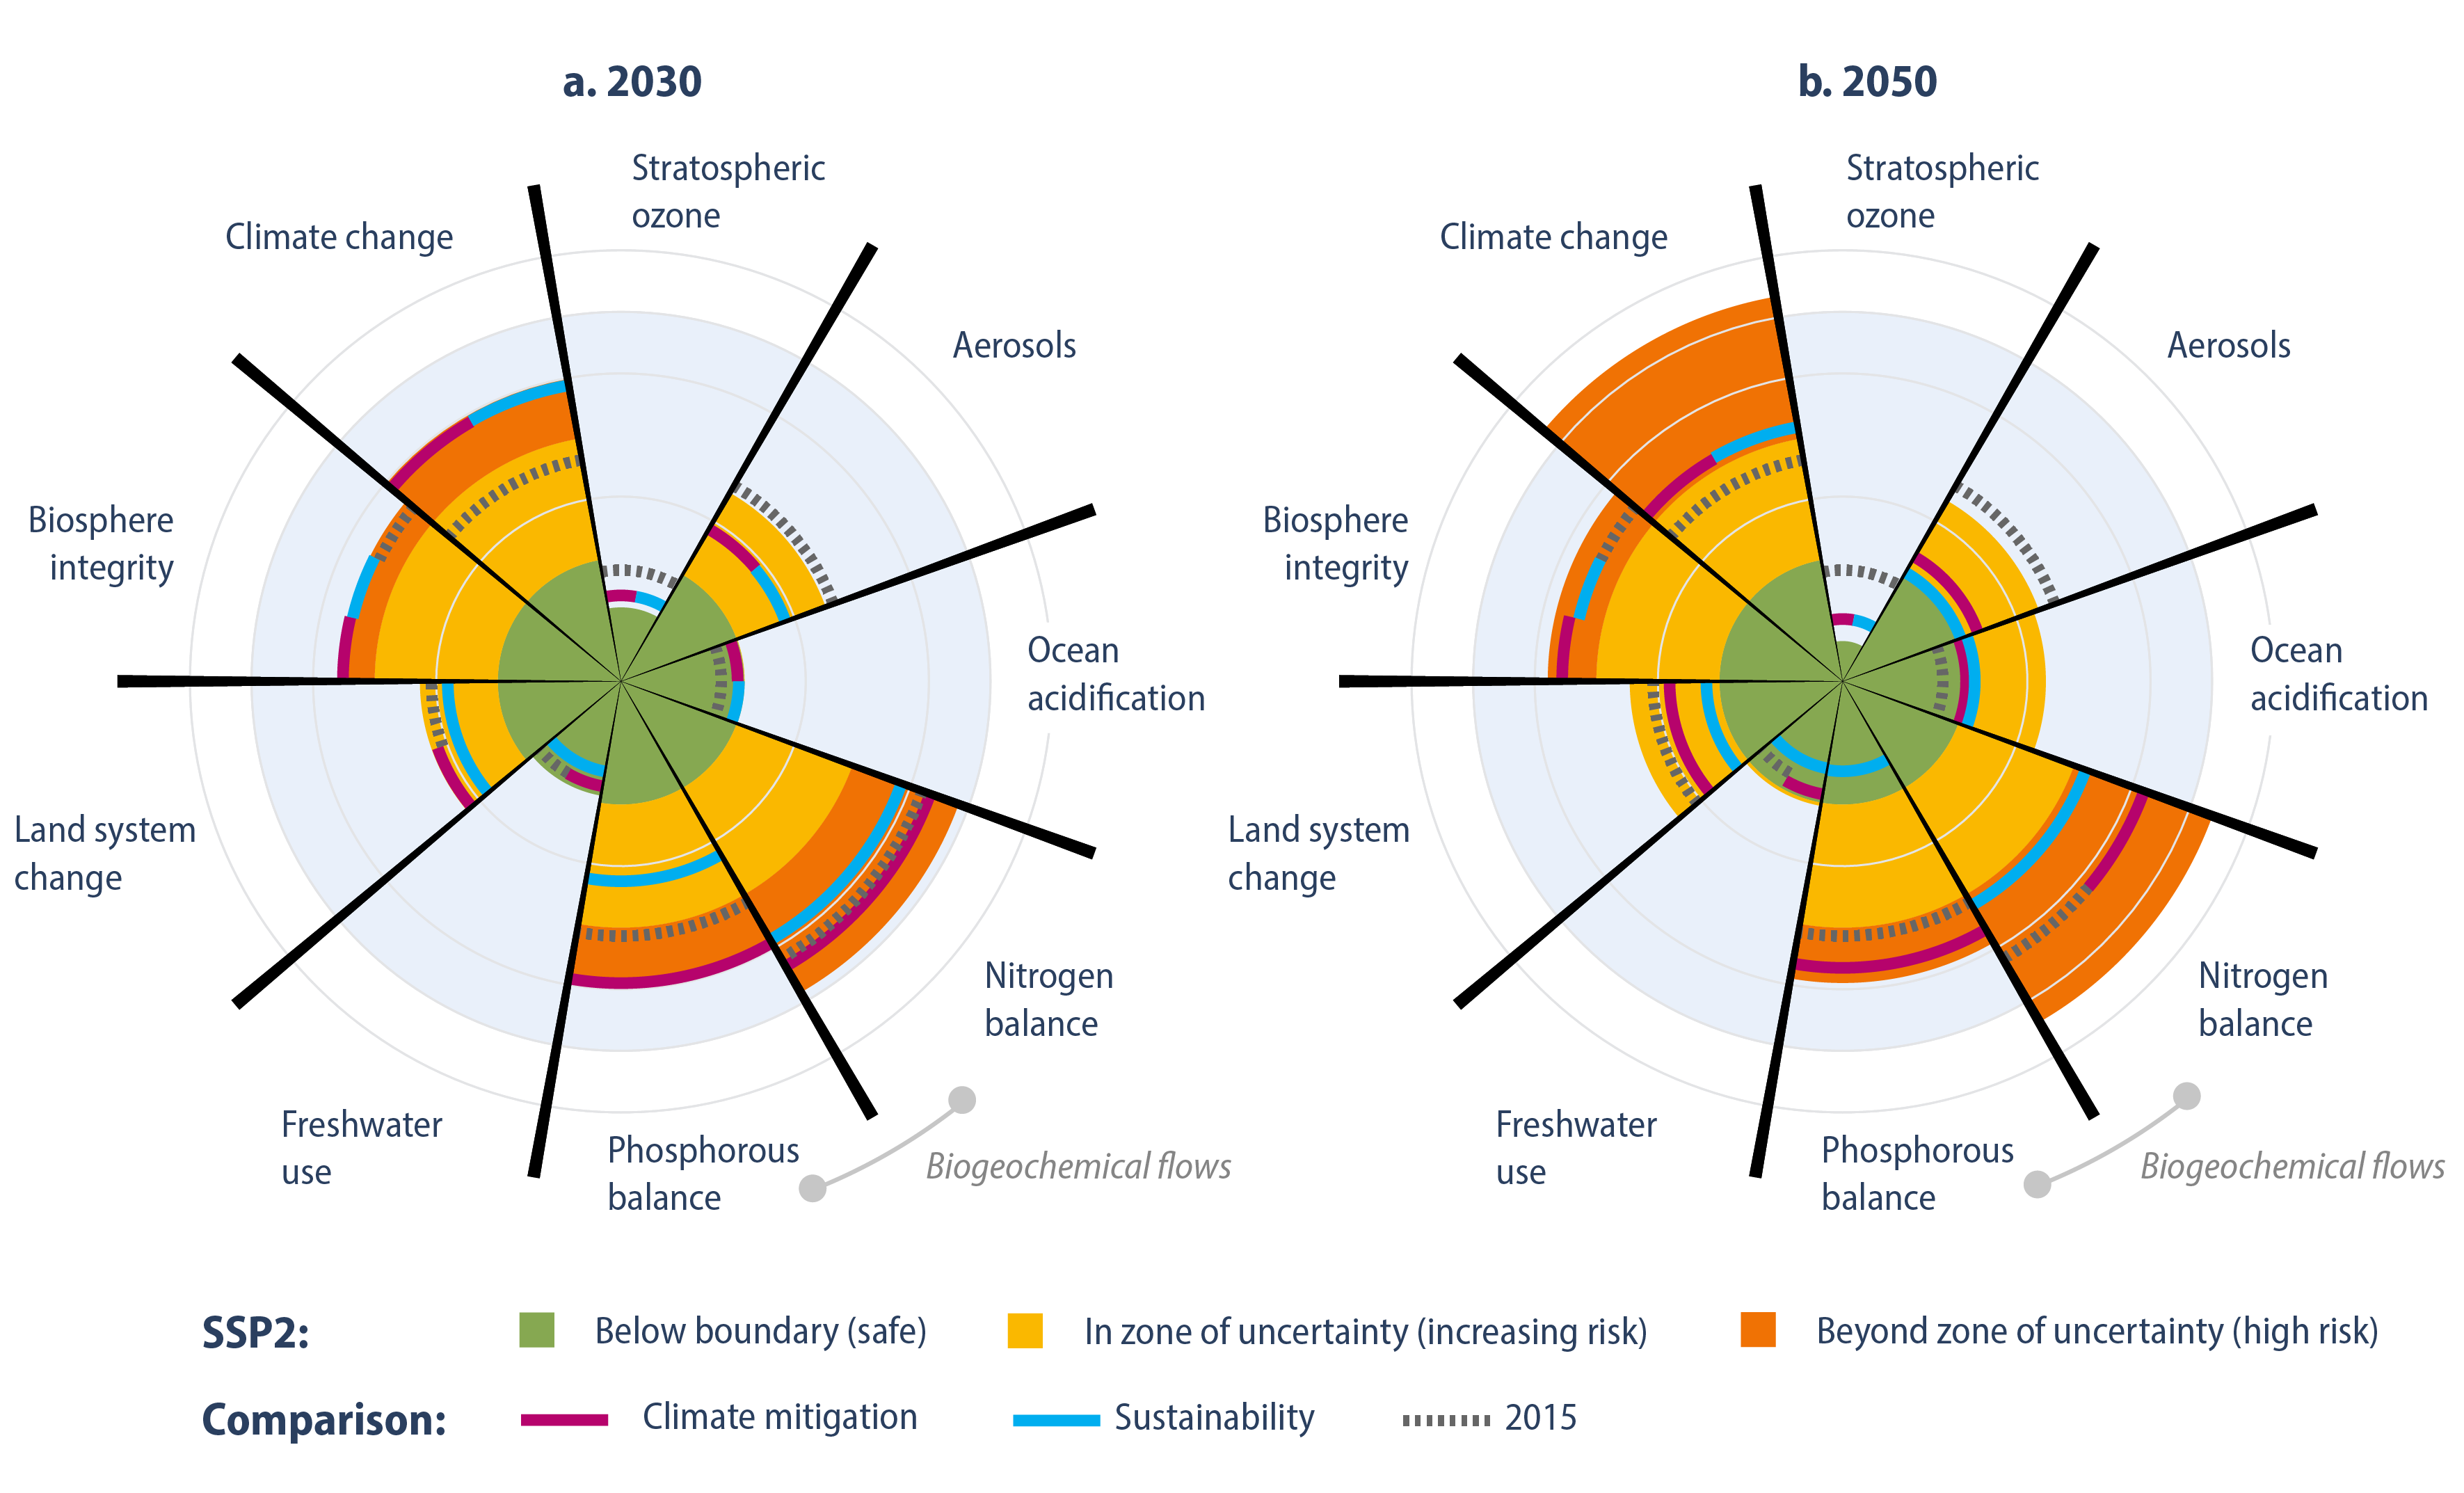 a. 2030
b. 2050
Stratospheric
ozone
Climate change
Aerosols
Biosphere
integrity
Ocean
acidification
Land system
change
Nitrogen
balance
Freshwater
use
Phosphorous
balance
Biogeochemical flows
Stratospheric
ozone
Climate change
Aerosols
Biosphere
integrity
Ocean
acidification
Land system
change
Nitrogen
balance
Freshwater
use
Phosphorous
balance
Biogeochemical flows
SSP2: Below boundary (safe) In zone of uncertainty (increasing risk) Beyond zone of uncertainty (high risk)
Comparison: Climate mitigation Sustainability 2015